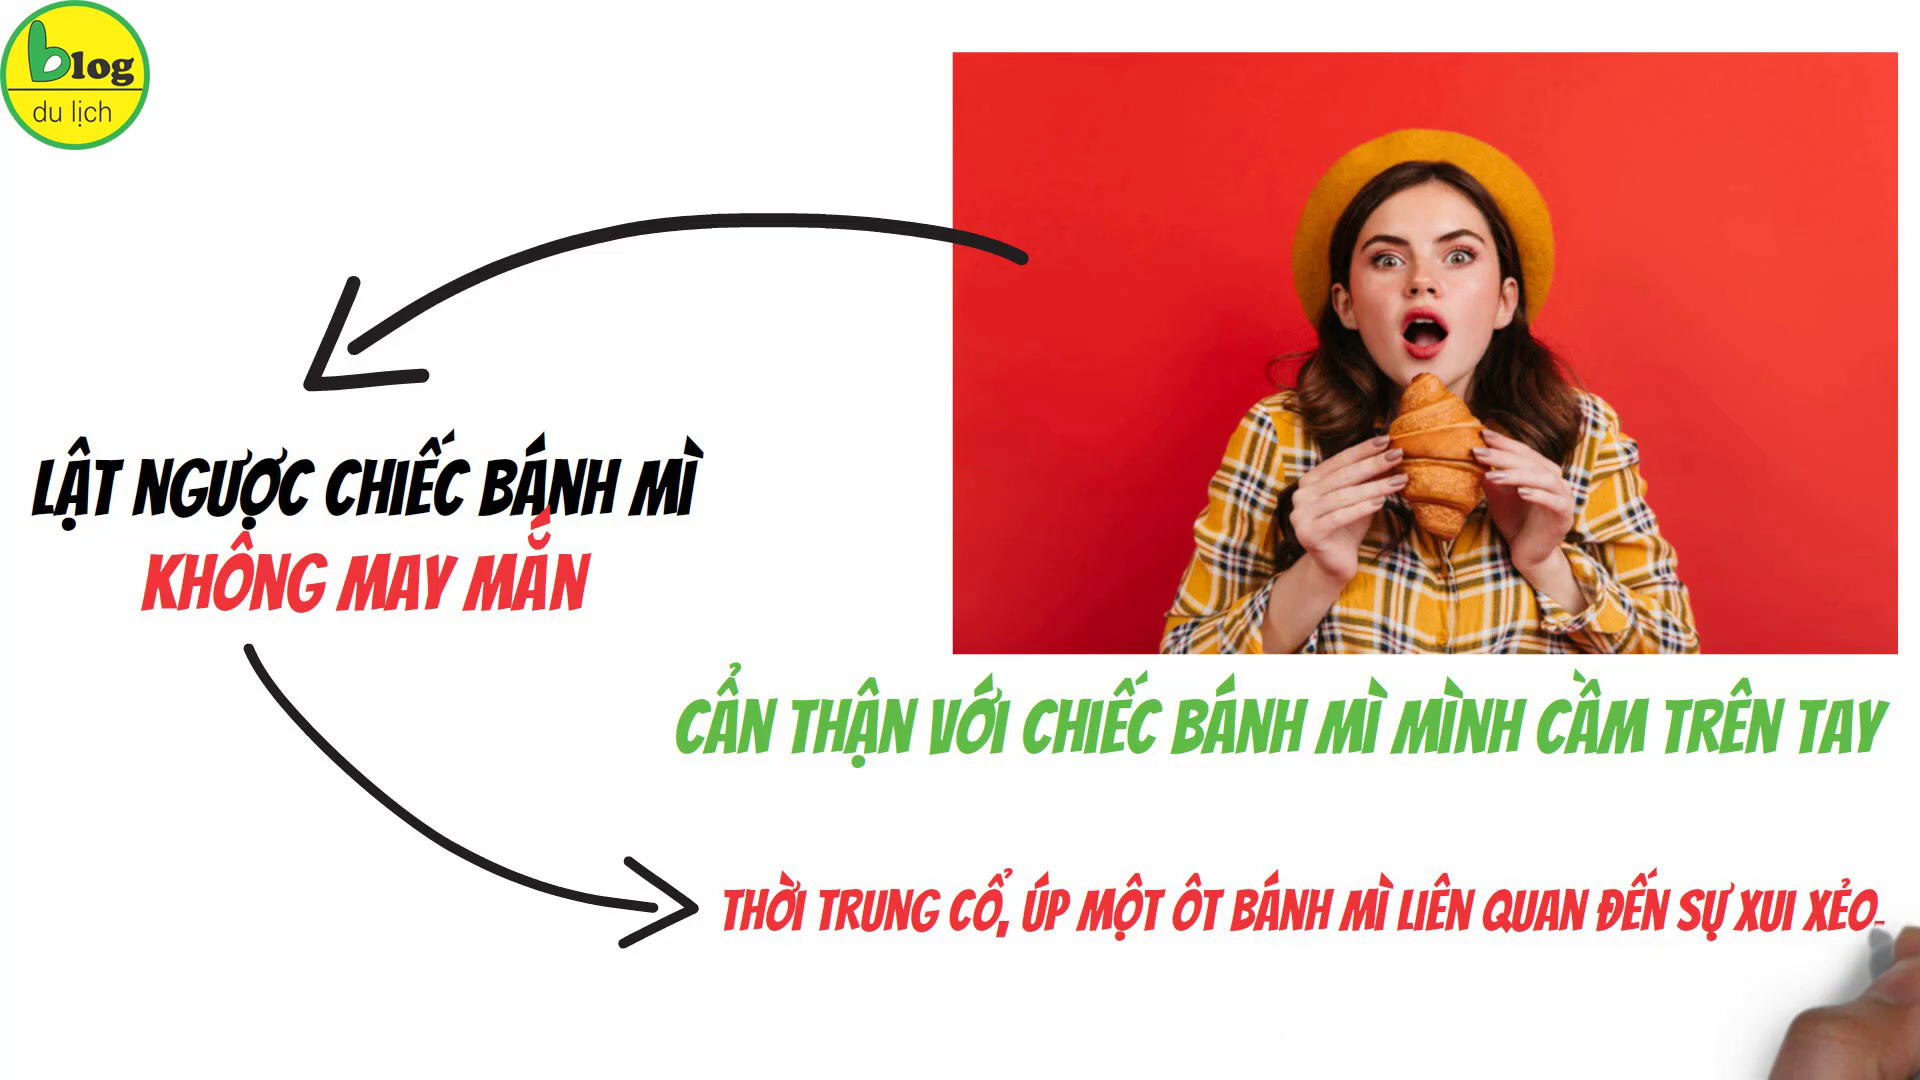 blog
du lịch
LẬT NGƯỢC CHIẾC BÁNH MÌ
KHÔNG MAY MẮN
CẨN THẬN VỚI CHIẾC BÁNH MÌ MÌNH CẦM TRÊN TAY
THỜI TRUNG CỔ, ÚP MỘT ÔT BÁNH MÌ LIÊN QUAN ĐẾN SỰ XUI XẺO.